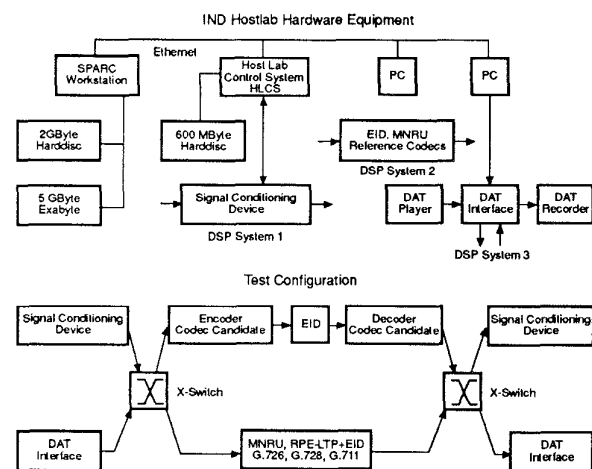 IND Hostlab Hardware Equipment
Ethernet
SPARC
Workstation
Host Lab
Control System
HLCS
PC
PC
2GByte
Harddisc
600 MByte
Harddisc
EID, MNRU
Reference Codecs
DSP System 2
5 GByte
Exabyte
Signal Conditioning
Device
DSP System 1
DAT
Player
DAT
Interface
DAT
Recorder
DSP System 3
Test Configuration
Signal Conditioning
Device
Encoder
Codec Candidate
EID
Decoder
Codec Candidate
Signal Conditioning
Device
X-Switch
X-Switch
DAT
Interface
MNRU, RPE-LTP+EID
G.726, G.728, G.711
DAT
Interface